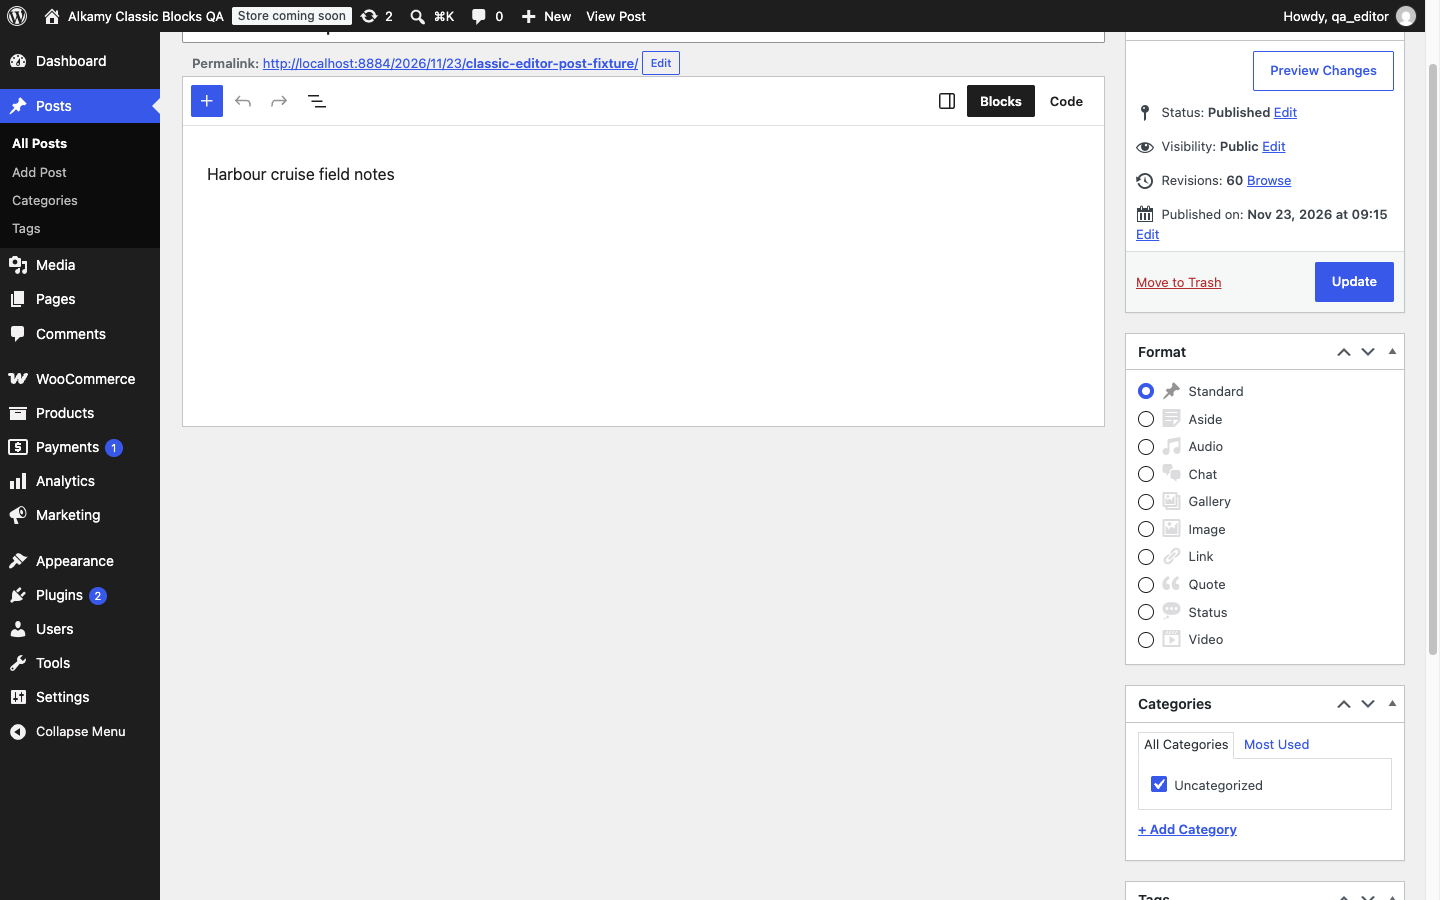 Alkamy Classic Blocks QA
Store coming soon
2
⌘K
0
New
View Post
Howdy, qa_editor
Dashboard
Posts
All Posts
Add Post
Categories
Tags
Media
Pages
Comments
WooCommerce
Products
Payments 1
Analytics
Marketing
Appearance
Plugins 2
Users
Tools
Settings
Collapse Menu
Permalink: http://localhost:8884/2026/11/23/classic-editor-post-fixture/ Edit
Blocks
Code
Harbour cruise field notes
Preview Changes
Status: Published Edit
Visibility: Public Edit
Revisions: 60 Browse
Published on: Nov 23, 2026 at 09:15
Edit
Move to Trash
Update
Format
Standard
Aside
Audio
Chat
Gallery
Image
Link
Quote
Status
Video
Categories
All Categories
Most Used
Uncategorized
+ Add Category
Tags